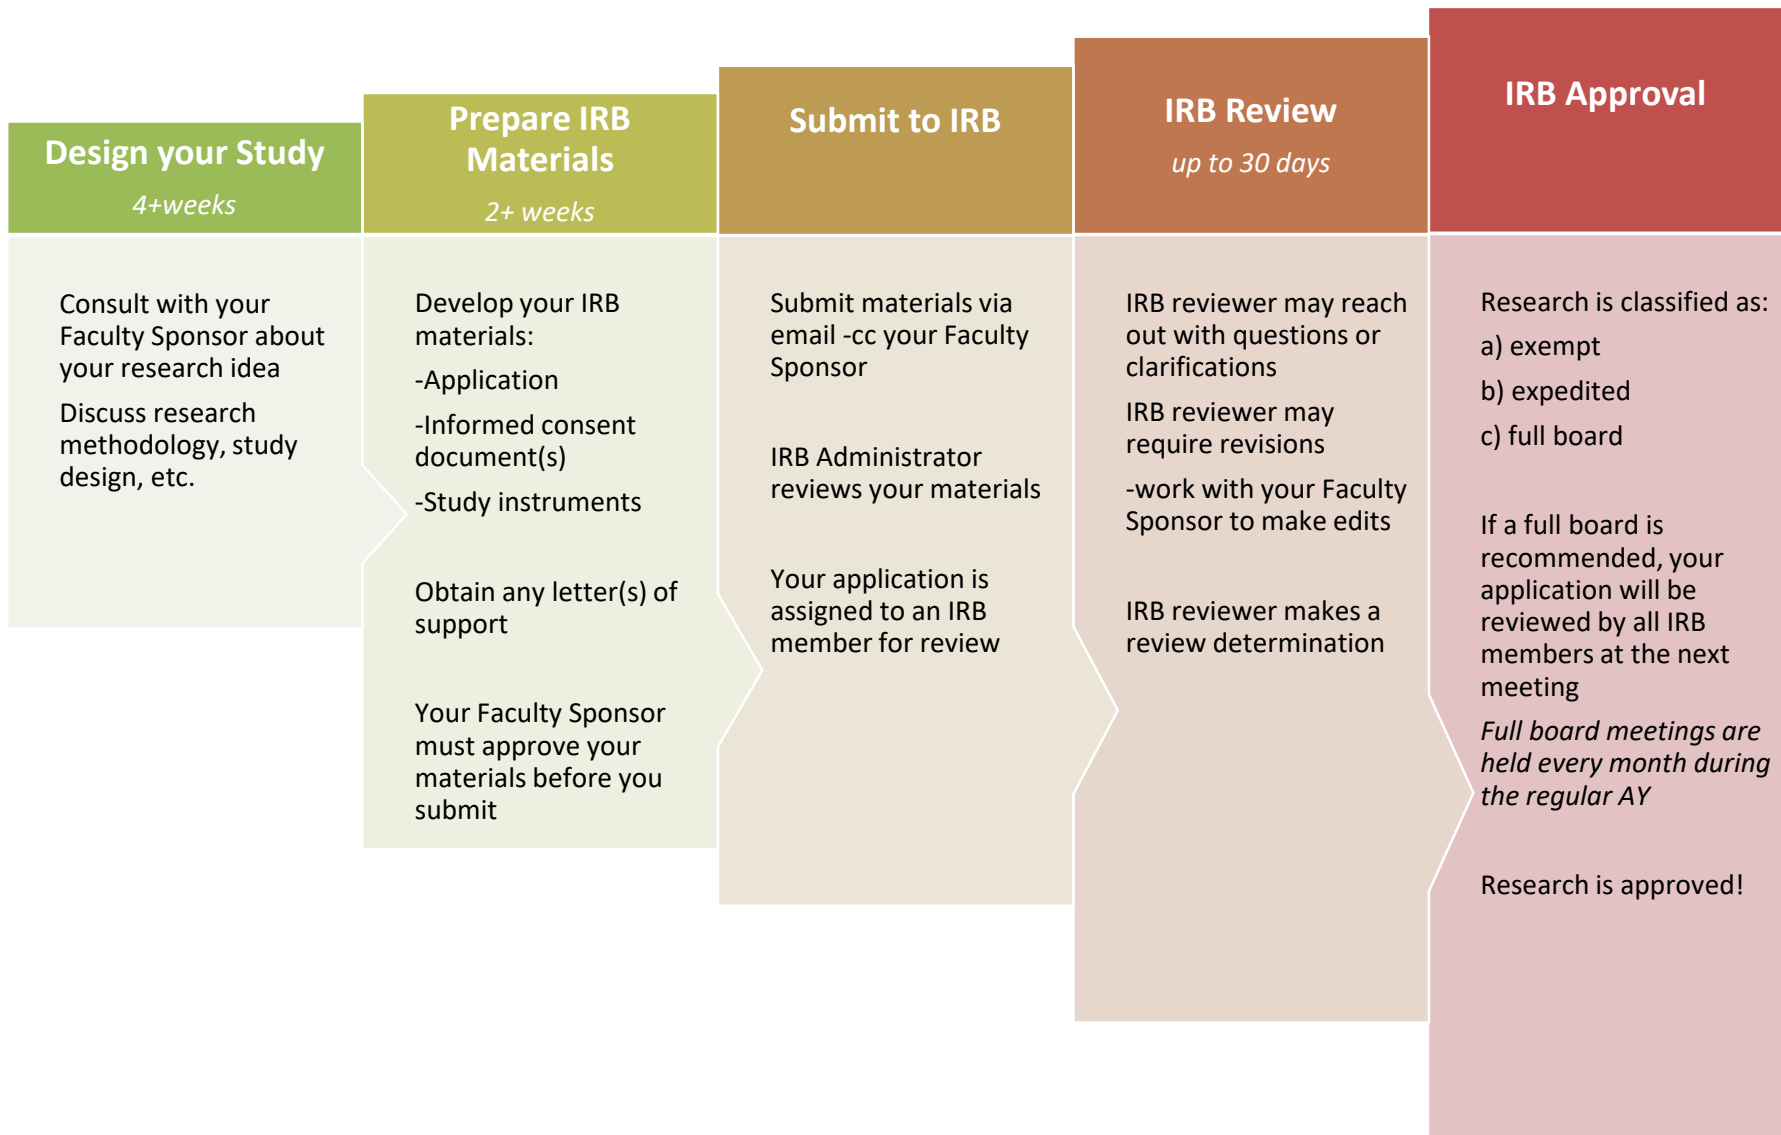 Design your Study
4+weeks
Consult with your
Faculty Sponsor about
your research idea
Discuss research
methodology, study
design, etc.
Prepare IRB
Materials
2+ weeks
Develop your IRB
materials:
-Application
-Informed consent
document(s)
-Study instruments
Obtain any letter(s) of
support
Your Faculty Sponsor
must approve your
materials before you
submit
Submit to IRB
Submit materials via
email -cc your Faculty
Sponsor
IRB Administrator
reviews your materials
Your application is
assigned to an IRB
member for review
IRB Review
up to 30 days
IRB reviewer may reach
out with questions or
clarifications
IRB reviewer may
require revisions
-work with your Faculty
Sponsor to make edits
IRB reviewer makes a
review determination
IRB Approval
Research is classified as:
a) exempt
b) expedited
c) full board
If a full board is
recommended, your
application will be
reviewed by all IRB
members at the next
meeting
Full board meetings are
held every month during
the regular AY
Research is approved!